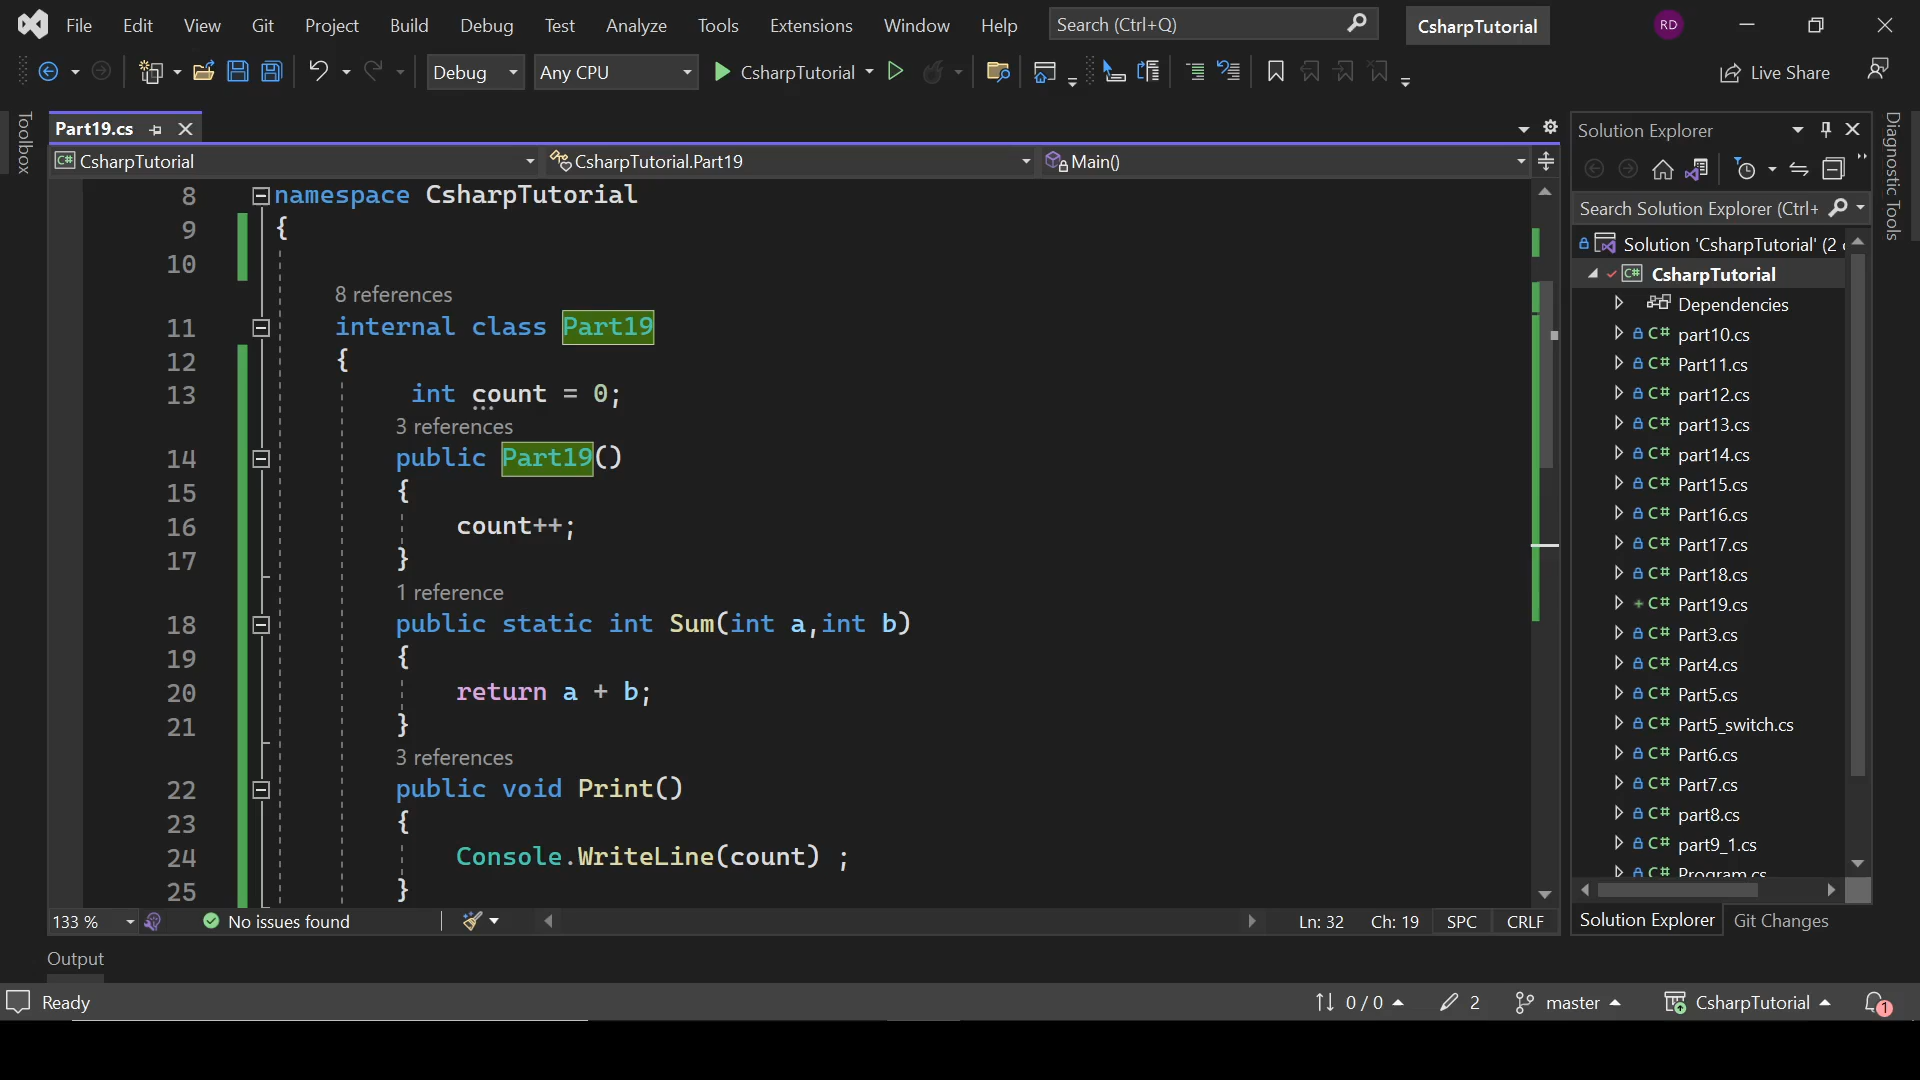 File Edit View Git Project Build Debug Test Analyze Tools Extensions Window Help Search (Ctrl+Q) CsharpTutorial RD
Debug Any CPU CsharpTutorial Live Share
Toolbox
Part19.cs
CsharpTutorial CsharpTutorial.Part19 Main()
8 namespace CsharpTutorial
9 {
10
8 references
11 internal class Part19
12 {
13 int count = 0;
3 references
14 public Part19()
15 {
16 count++;
17 }
1 reference
18 public static int Sum(int a,int b)
19 {
20 return a + b;
21 }
3 references
22 public void Print()
23 {
24 Console.WriteLine(count) ;
25 }
133 % No issues found Ln: 32 Ch: 19 SPC CRLF
Solution Explorer
Search Solution Explorer (Ctrl+
Solution 'CsharpTutorial' (2
C# CsharpTutorial
Dependencies
C# part10.cs
C# Part11.cs
C# part12.cs
C# part13.cs
C# part14.cs
C# Part15.cs
C# Part16.cs
C# Part17.cs
C# Part18.cs
C# Part19.cs
C# Part3.cs
C# Part4.cs
C# Part5.cs
C# Part5_switch.cs
C# Part6.cs
C# Part7.cs
C# part8.cs
C# part9_1.cs
C# Program.cs
Solution Explorer Git Changes
Diagnostic Tools
Output
Ready 0 / 0 2 master CsharpTutorial 1